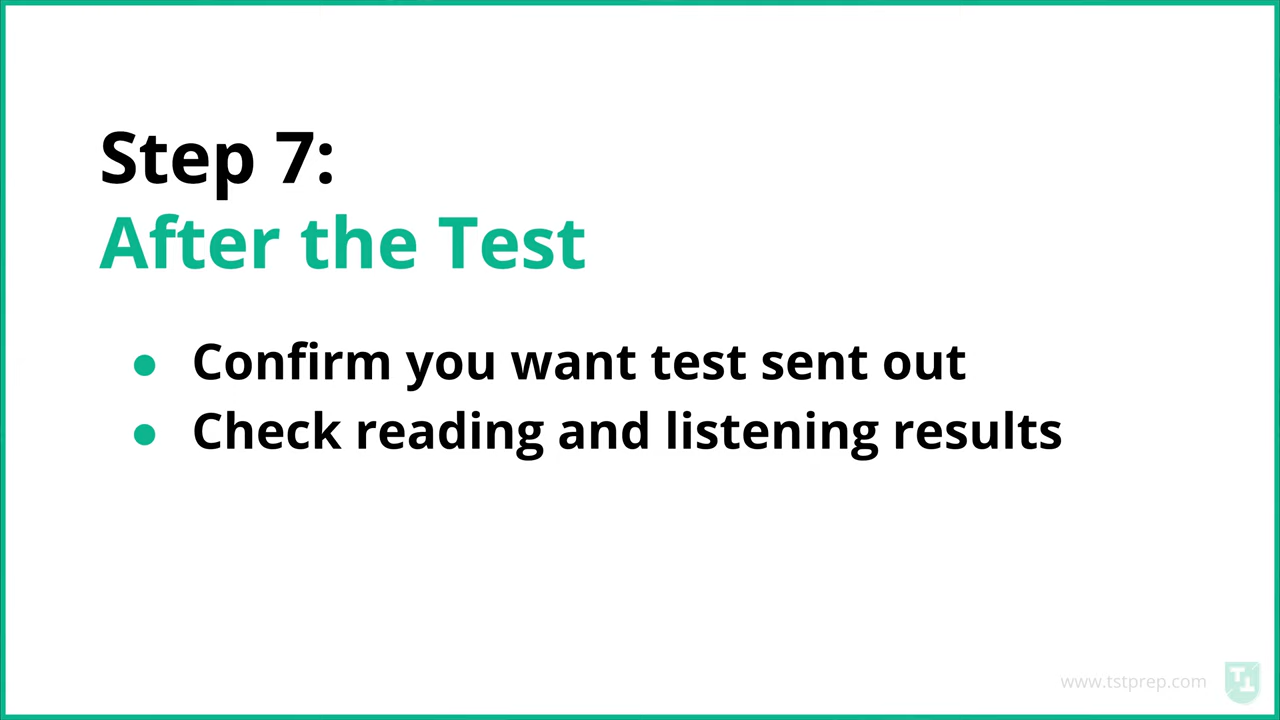 Step 7:
After the Test
● Confirm you want test sent out
● Check reading and listening results
www.tstprep.com